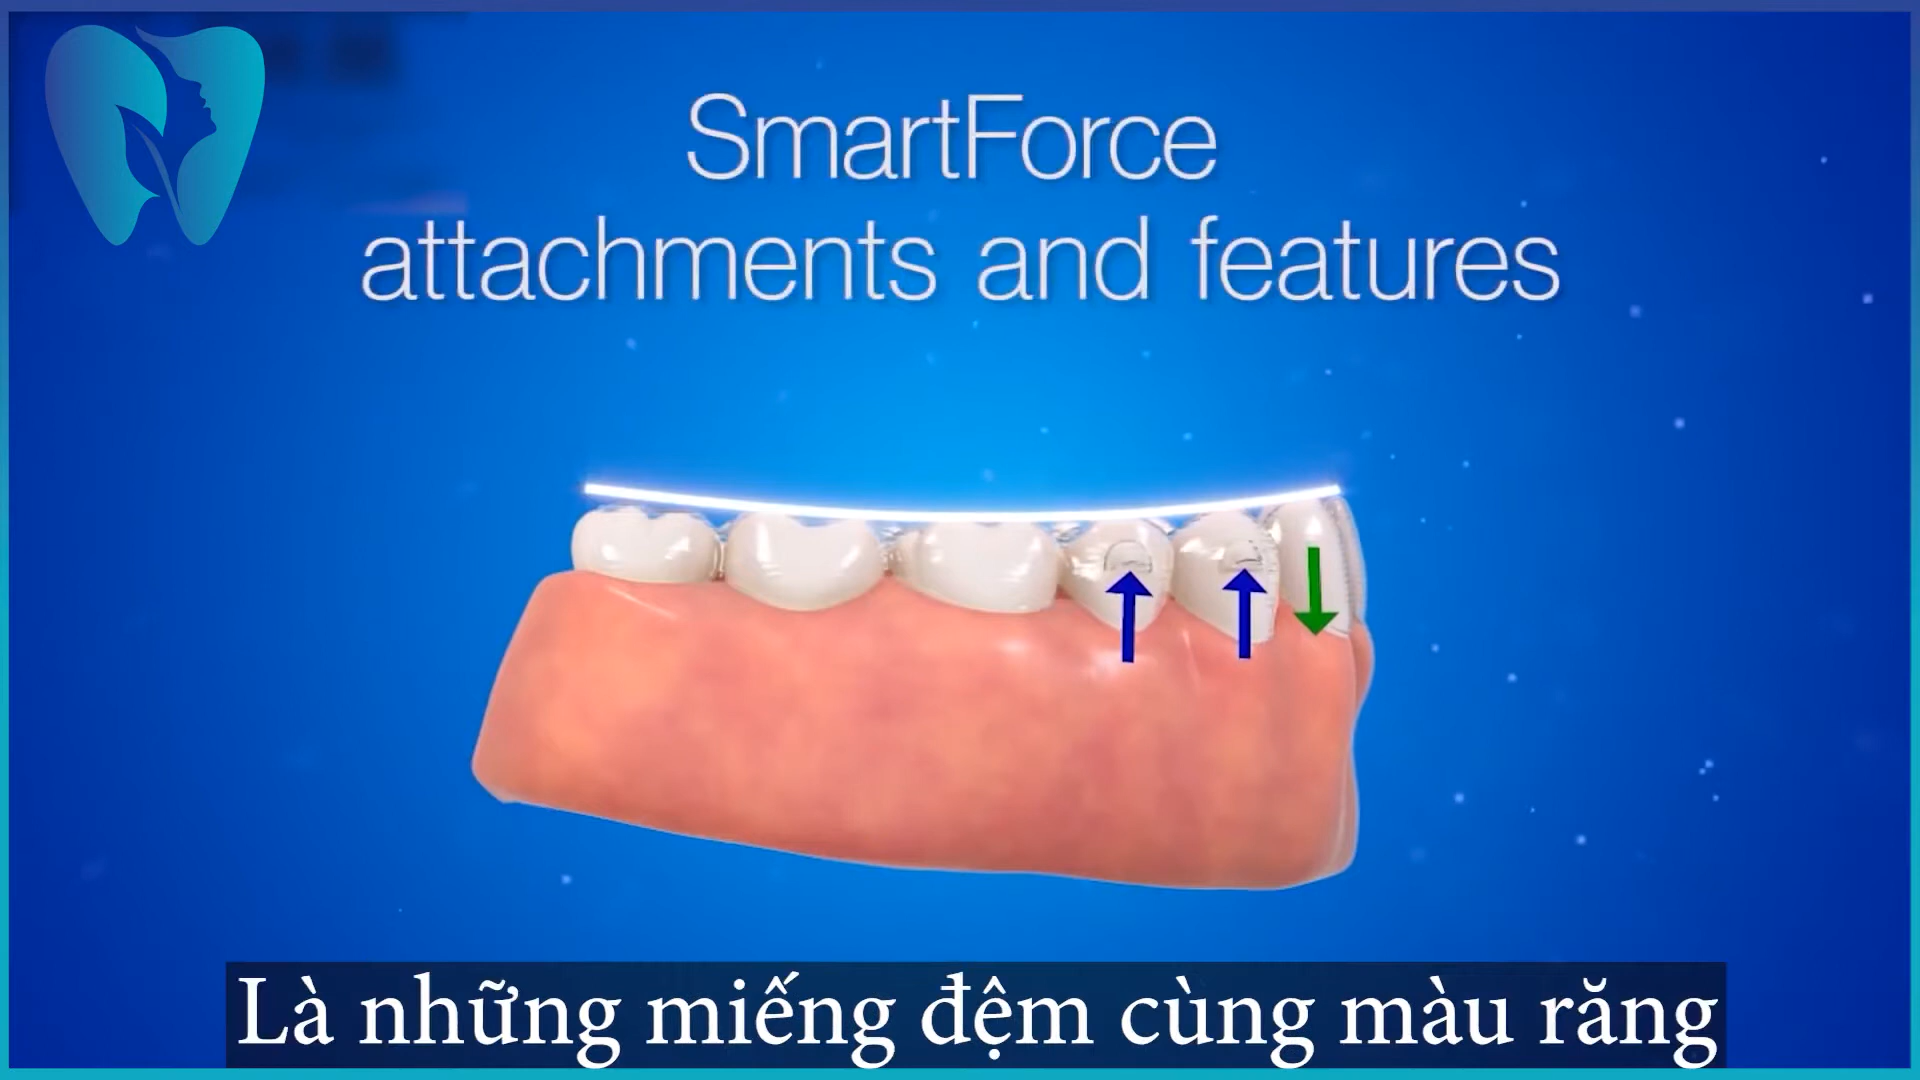 SmartForce
attachments and features
Là những miếng đệm cùng màu răng